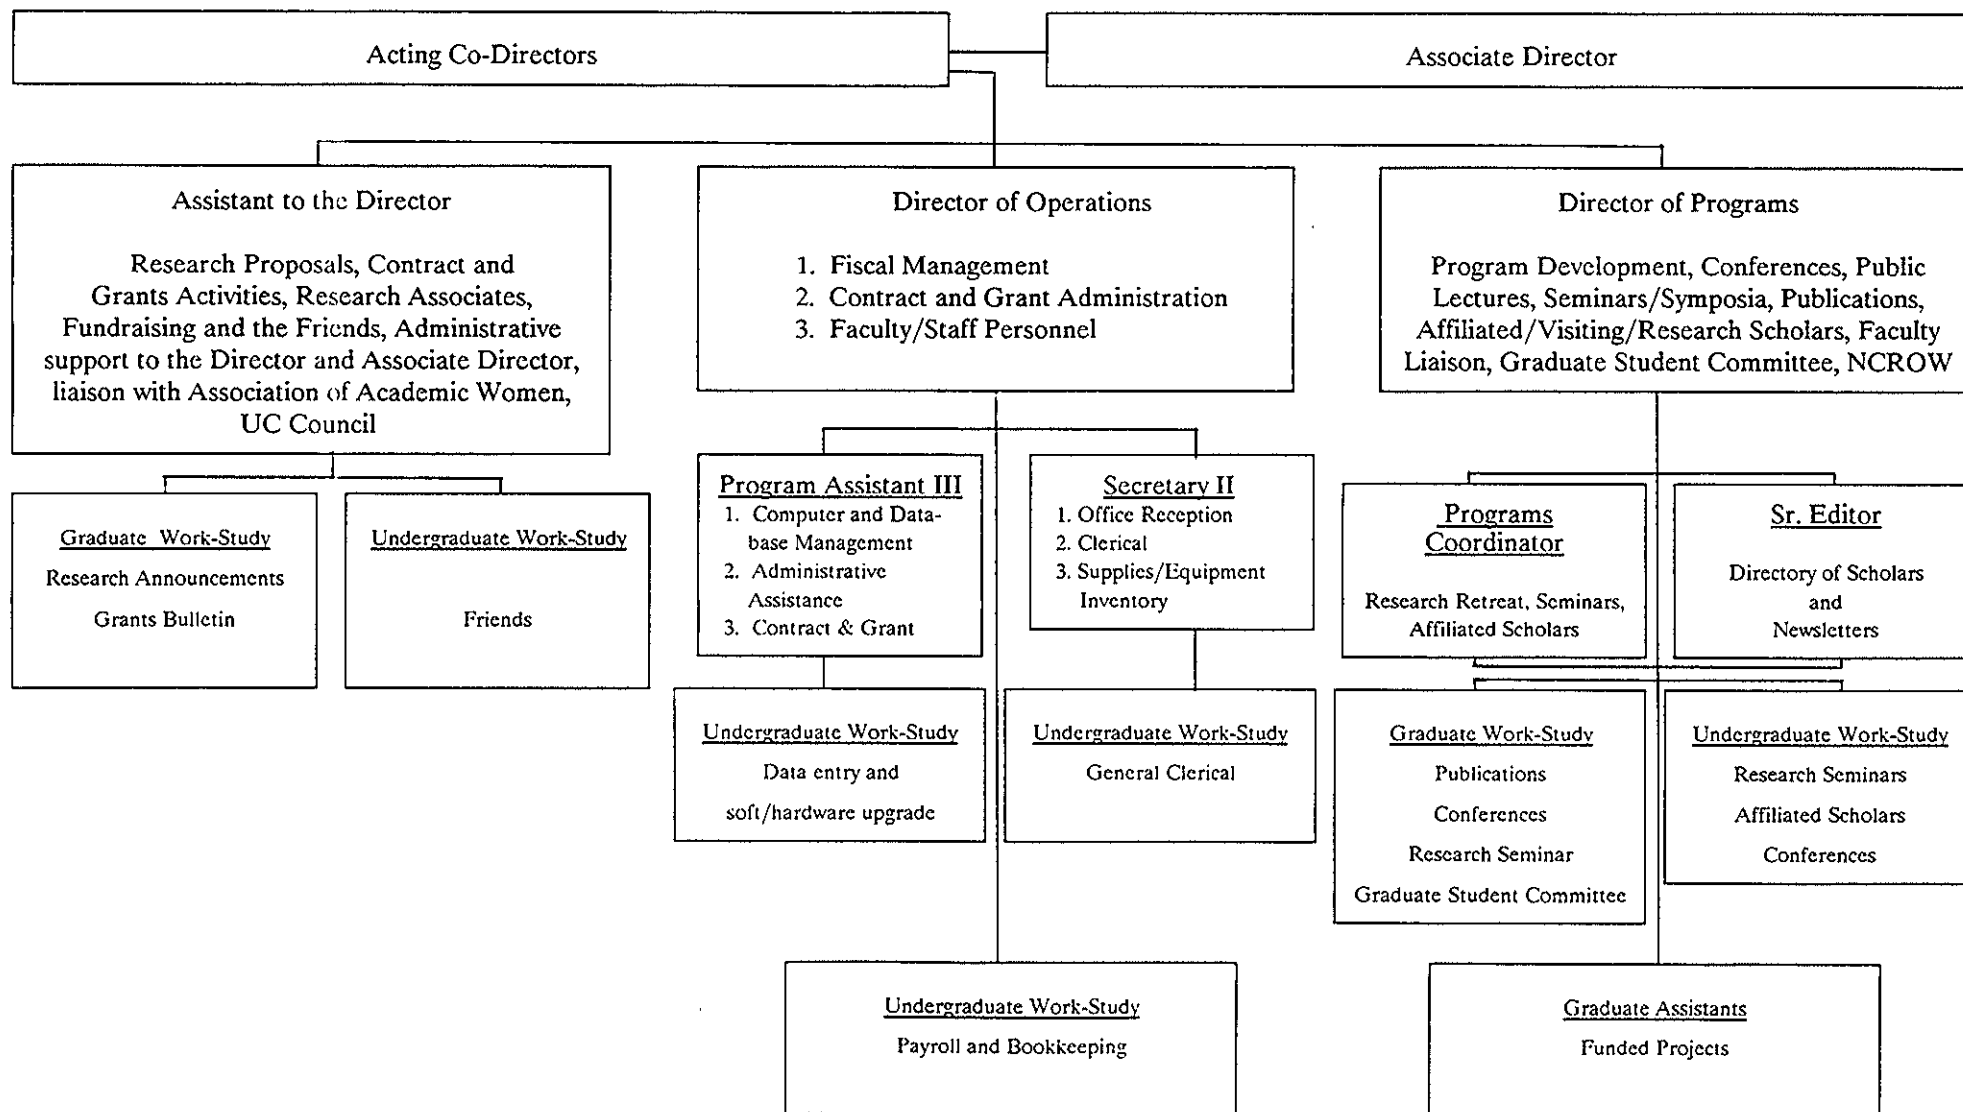 Acting Co-Directors
Associate Director
Assistant to the Director
Research Proposals, Contract and
Grants Activities, Research Associates,
Fundraising and the Friends, Administrative
support to the Director and Associate Director,
liaison with Association of Academic Women,
UC Council
Director of Operations
1. Fiscal Management
2. Contract and Grant Administration
3. Faculty/Staff Personnel
Director of Programs
Program Development, Conferences, Public
Lectures, Seminars/Symposia, Publications,
Affiliated/Visiting/Research Scholars, Faculty
Liaison, Graduate Student Committee, NCROW
Graduate Work-Study
Research Announcements
Grants Bulletin
Undergraduate Work-Study
Friends
Program Assistant III
1. Computer and Data-
base Management
2. Administrative
Assistance
3. Contract & Grant
Secretary II
1. Office Reception
2. Clerical
3. Supplies/Equipment
Inventory
Programs
Coordinator
Research Retreat, Seminars,
Affiliated Scholars
Sr. Editor
Directory of Scholars
and
Newsletters
Undergraduate Work-Study
Data entry and
soft/hardware upgrade
Undergraduate Work-Study
General Clerical
Graduate Work-Study
Publications
Conferences
Research Seminar
Graduate Student Committee
Undergraduate Work-Study
Research Seminars
Affiliated Scholars
Conferences
Undergraduate Work-Study
Payroll and Bookkeeping
Graduate Assistants
Funded Projects